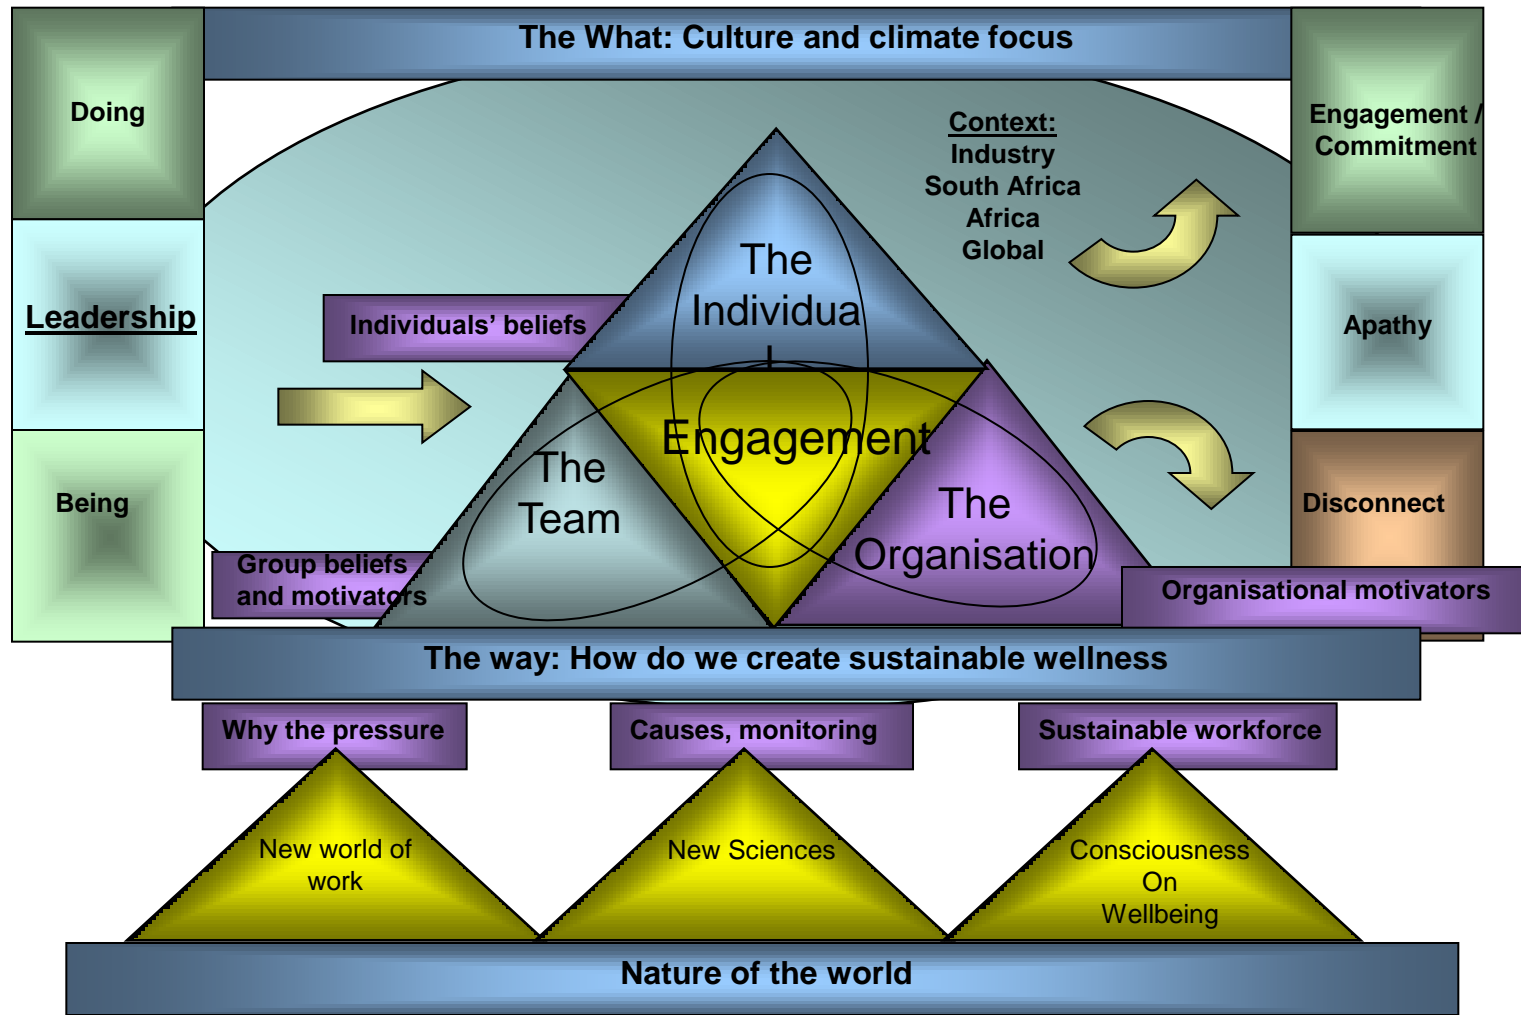 The What: Culture and climate focus
Doing
Leadership
Being
Context:
Industry
South Africa
Africa
Global
Engagement /
Commitment
Apathy
Disconnect
The
Individua
l
Individuals’ beliefs
Engagement
The
Team
The
Organisation
Group beliefs
and motivators
Organisational motivators
The way: How do we create sustainable wellness
Why the pressure
Causes, monitoring
Sustainable workforce
New world of
work
New Sciences
Consciousness
On
Wellbeing
Nature of the world